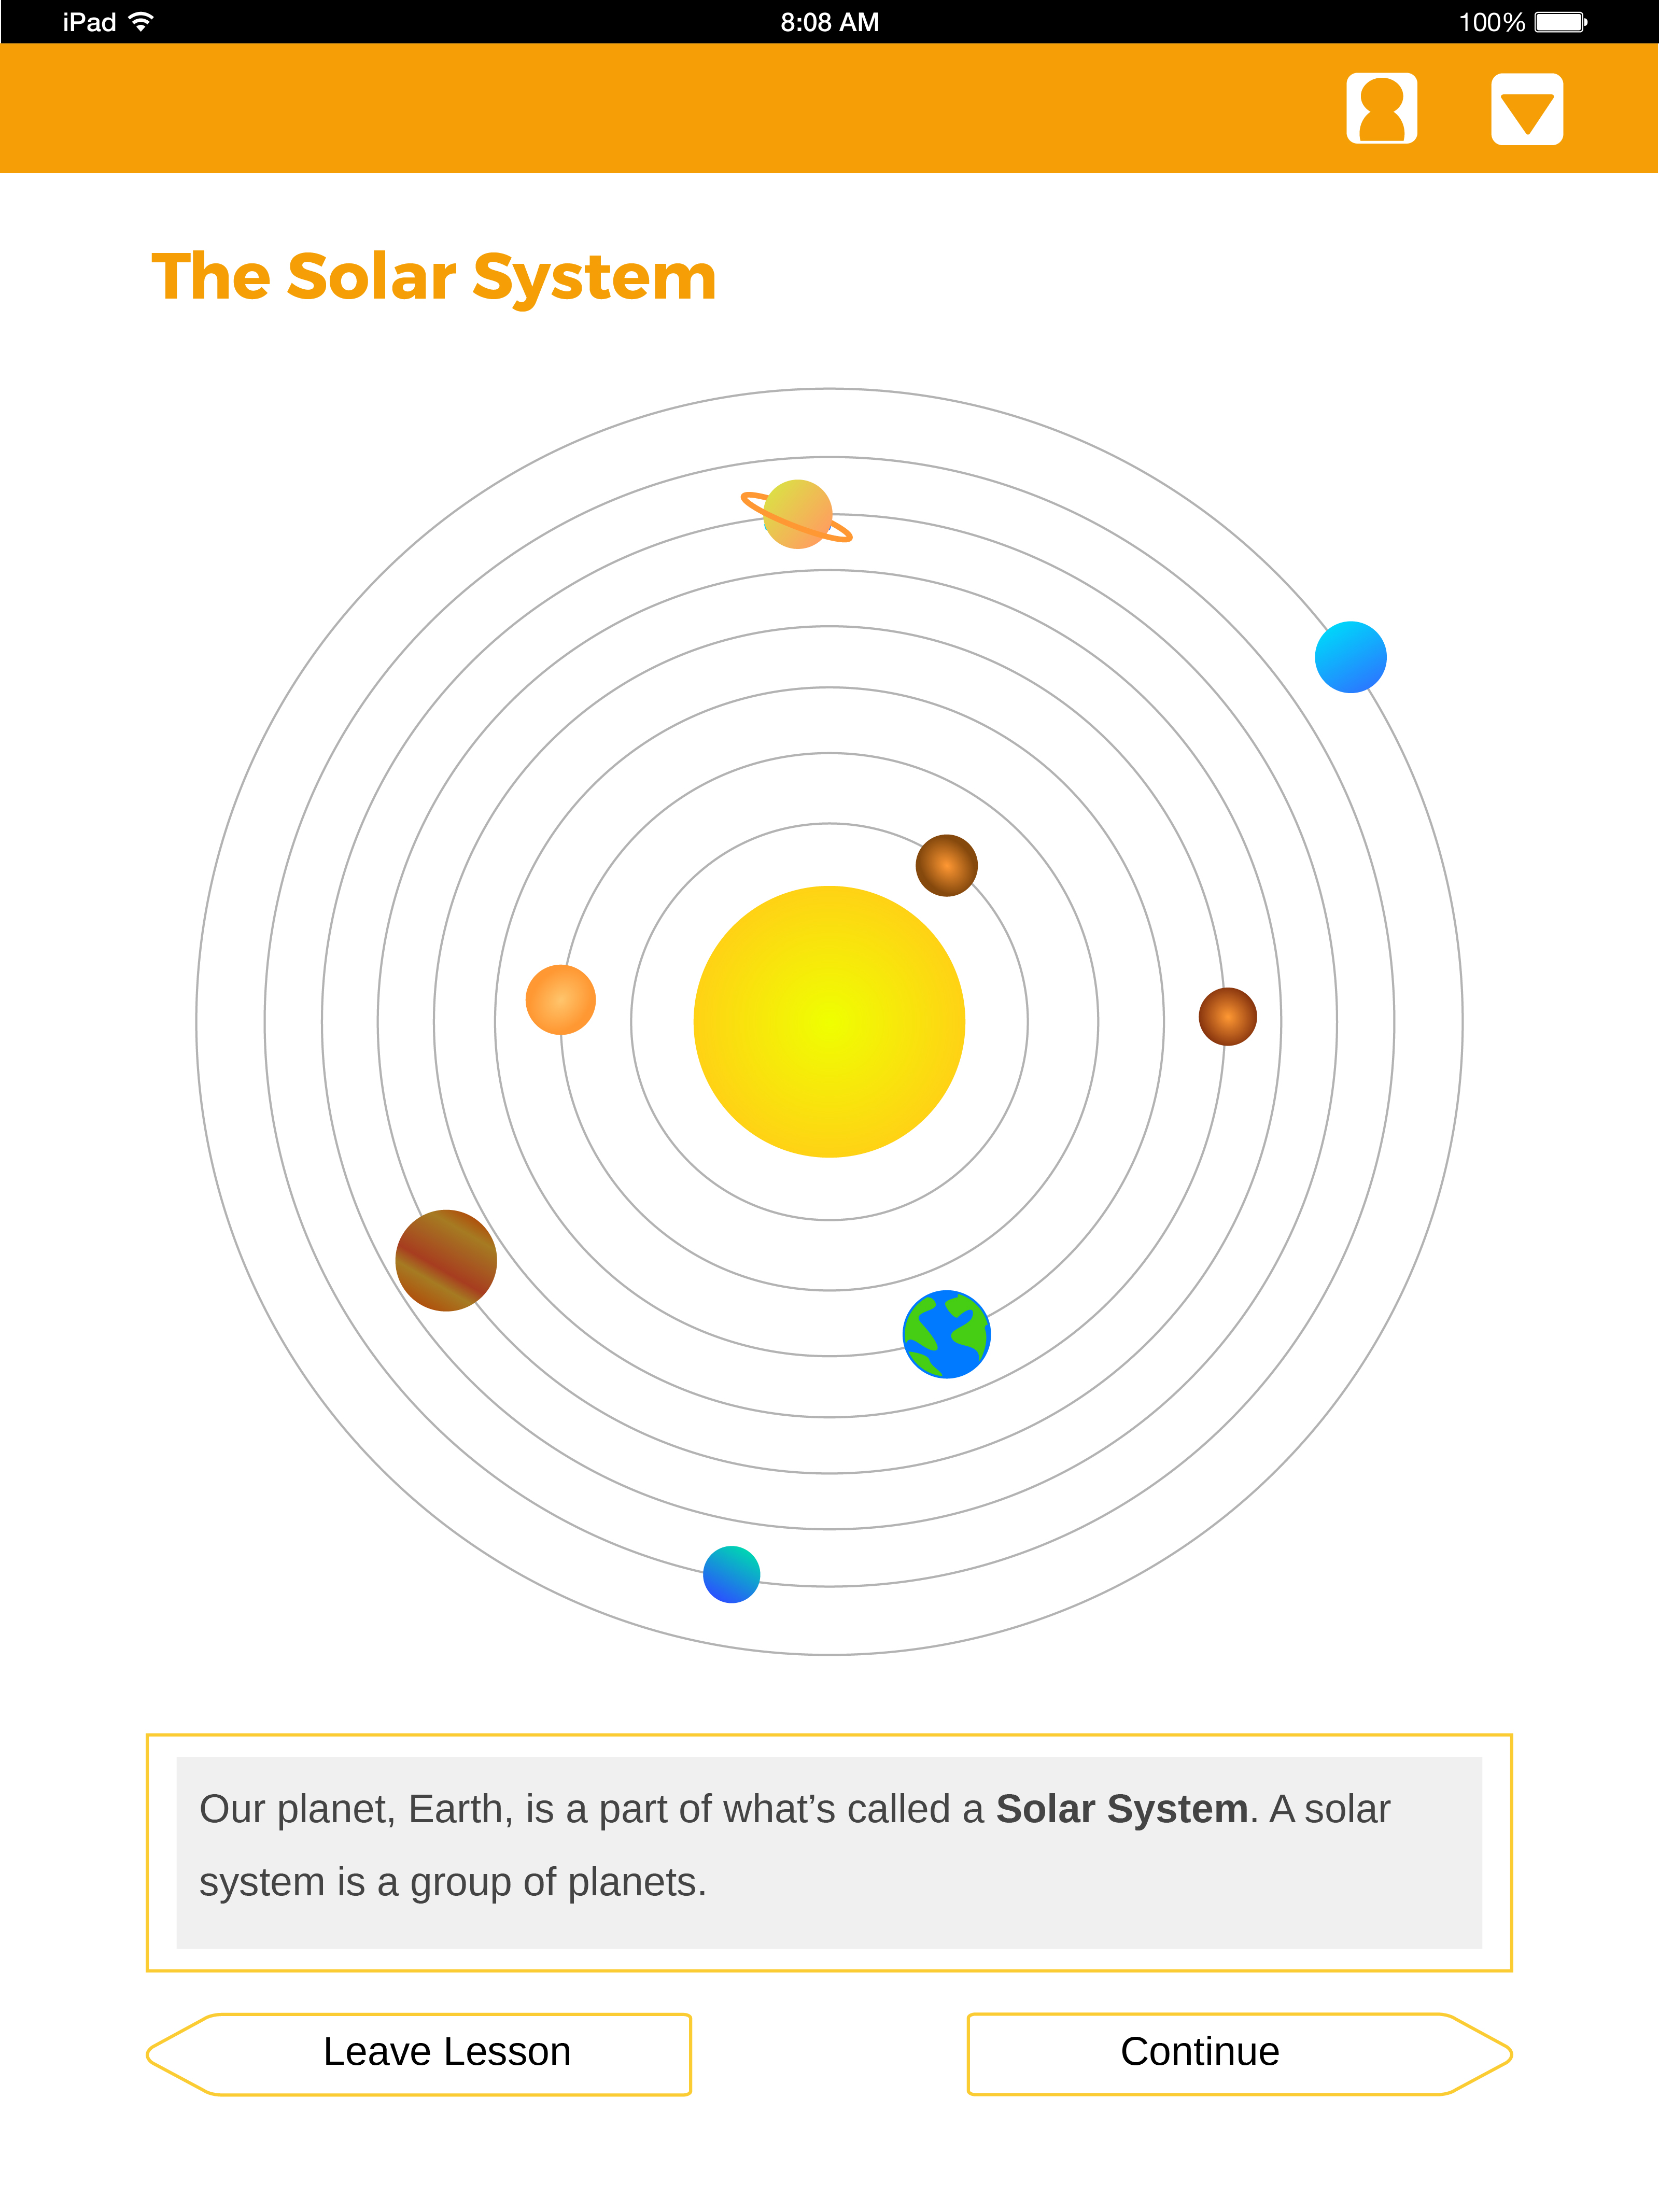 iPad 8:08 AM 100%
The Solar System
Our planet, Earth, is a part of what’s called a Solar System. A solar
system is a group of planets.
Leave Lesson Continue